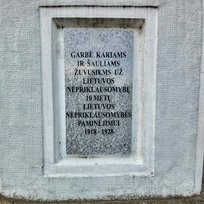 GARBĖ KARIAMS
IR ŠAULIAMS
ŽUVUSIEMS UŽ
LIETUVOS
NEPRIKLAUSOMYBĘ
10 METŲ
LIETUVOS
NEPRIKLAUSOMYBĖS
PAMINĖJIMUI
1918-1928